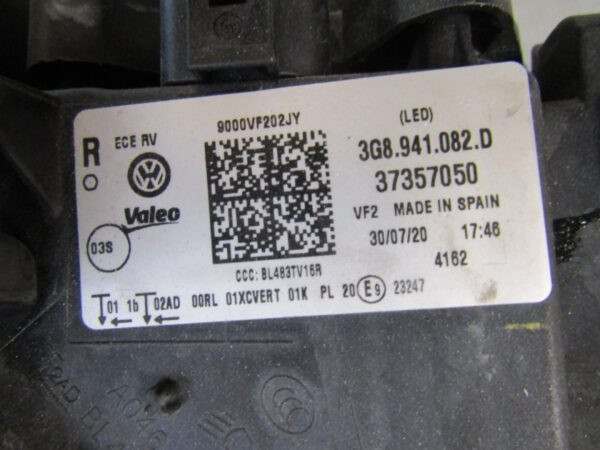 9000VF202JY
(LED)
R ECE RV
3G8.941.082.D
37357050
Valeo
VF2 MADE IN SPAIN
03S
30/07/20 17:46
4162
CCC: BL483TV16R
01 1b 02AD 00RL 01XCVERT 01K PL 20 E9 23247